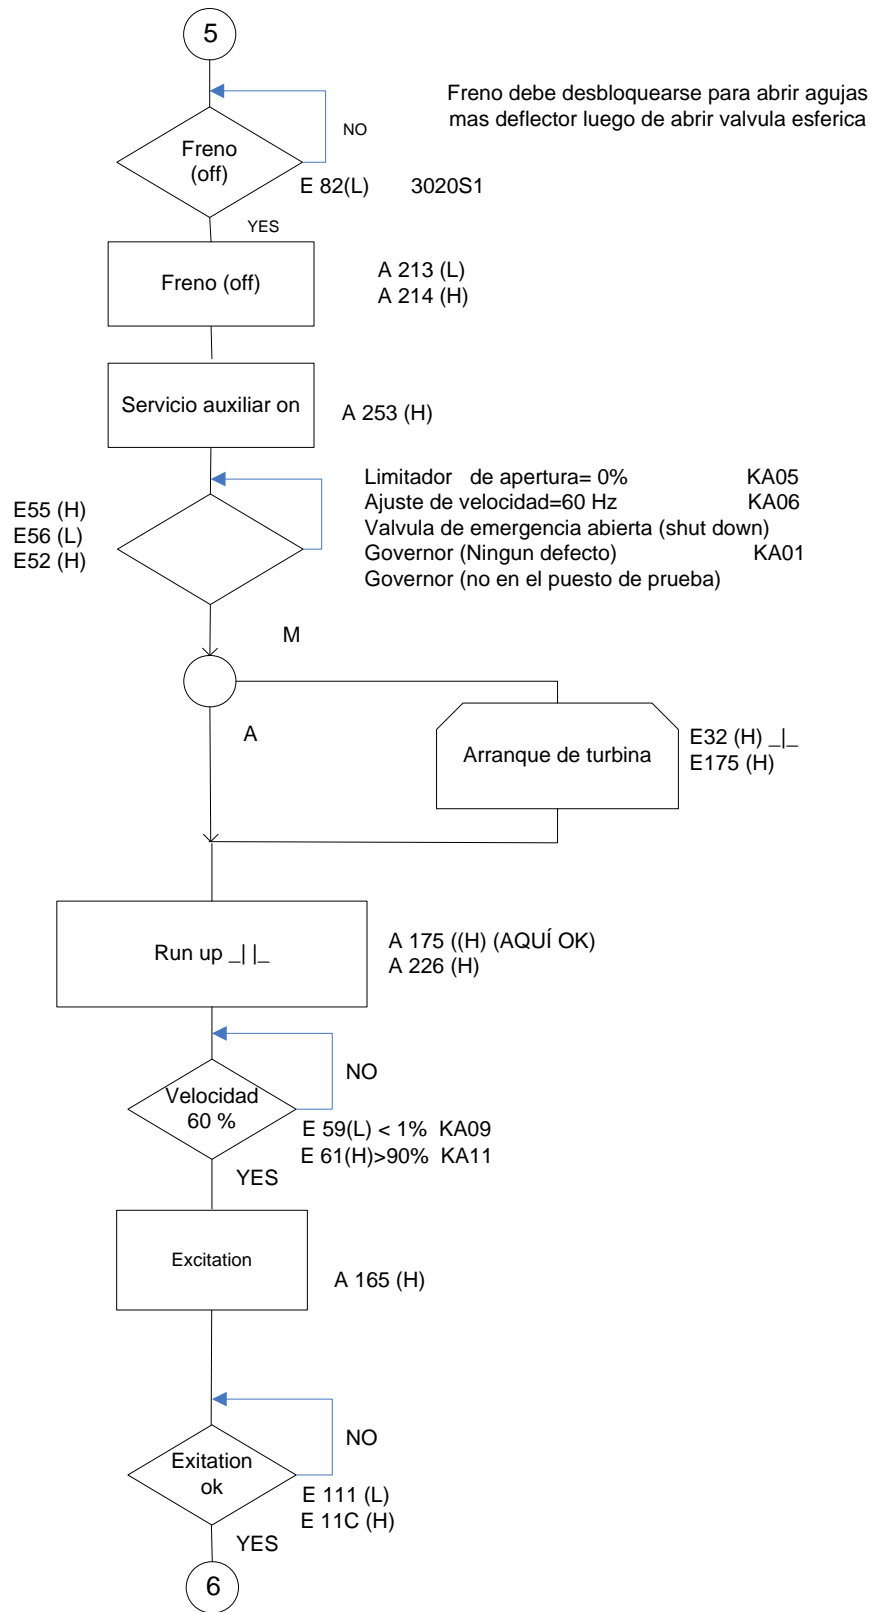 5
Freno debe desbloquearse para abrir agujas
mas deflector luego de abrir valvula esferica
NO
Freno
(off)
E 82(L) 3020S1
YES
Freno (off)
A 213 (L)
A 214 (H)
Servicio auxiliar on
A 253 (H)
Limitador de apertura= 0% KA05
Ajuste de velocidad=60 Hz KA06
Valvula de emergencia abierta (shut down)
Governor (Ningun defecto) KA01
Governor (no en el puesto de prueba)
E55 (H)
E56 (L)
E52 (H)
M
A
Arranque de turbina
E32 (H) _|_
E175 (H)
Run up _| |_
A 175 ((H) (AQUÍ OK)
A 226 (H)
NO
Velocidad
60 %
E 59(L) < 1% KA09
E 61(H)>90% KA11
YES
Excitation
A 165 (H)
NO
Exitation
ok
E 111 (L)
E 11C (H)
YES
6